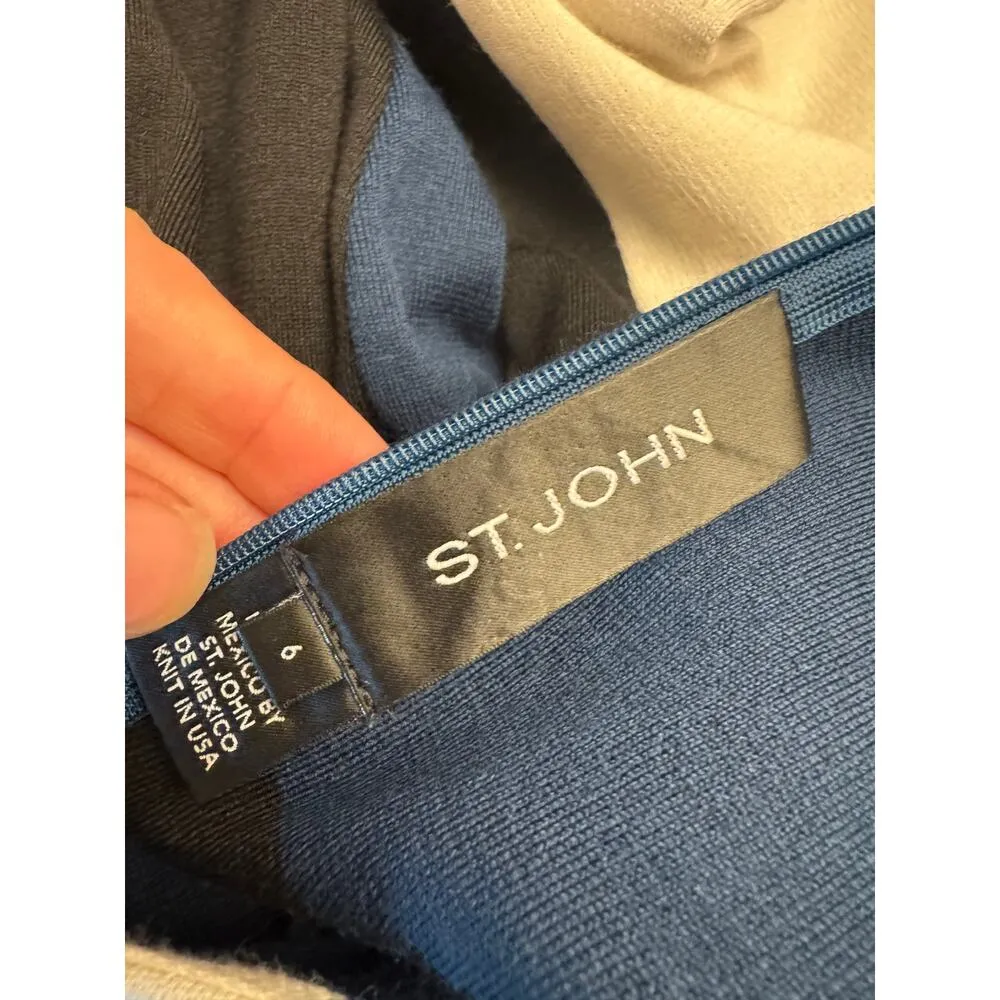 ST. JOHN
6
MEXICO BY
ST. JOHN
DE MEXICO
KNIT IN USA